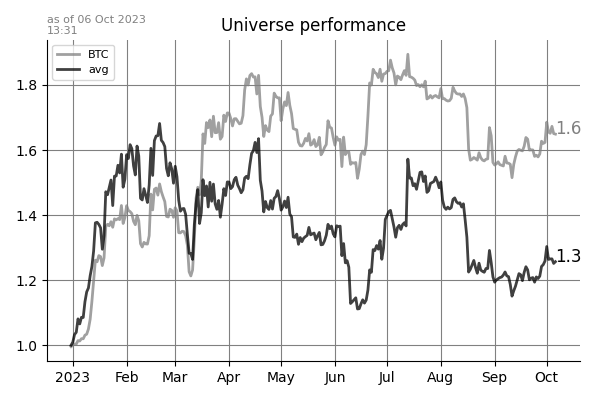 as of 06 Oct 2023
13:31
Universe performance
BTC
avg
1.8
1.6
1.4
1.2
1.0
1.6
1.3
2023 Feb Mar Apr May Jun Jul Aug Sep Oct